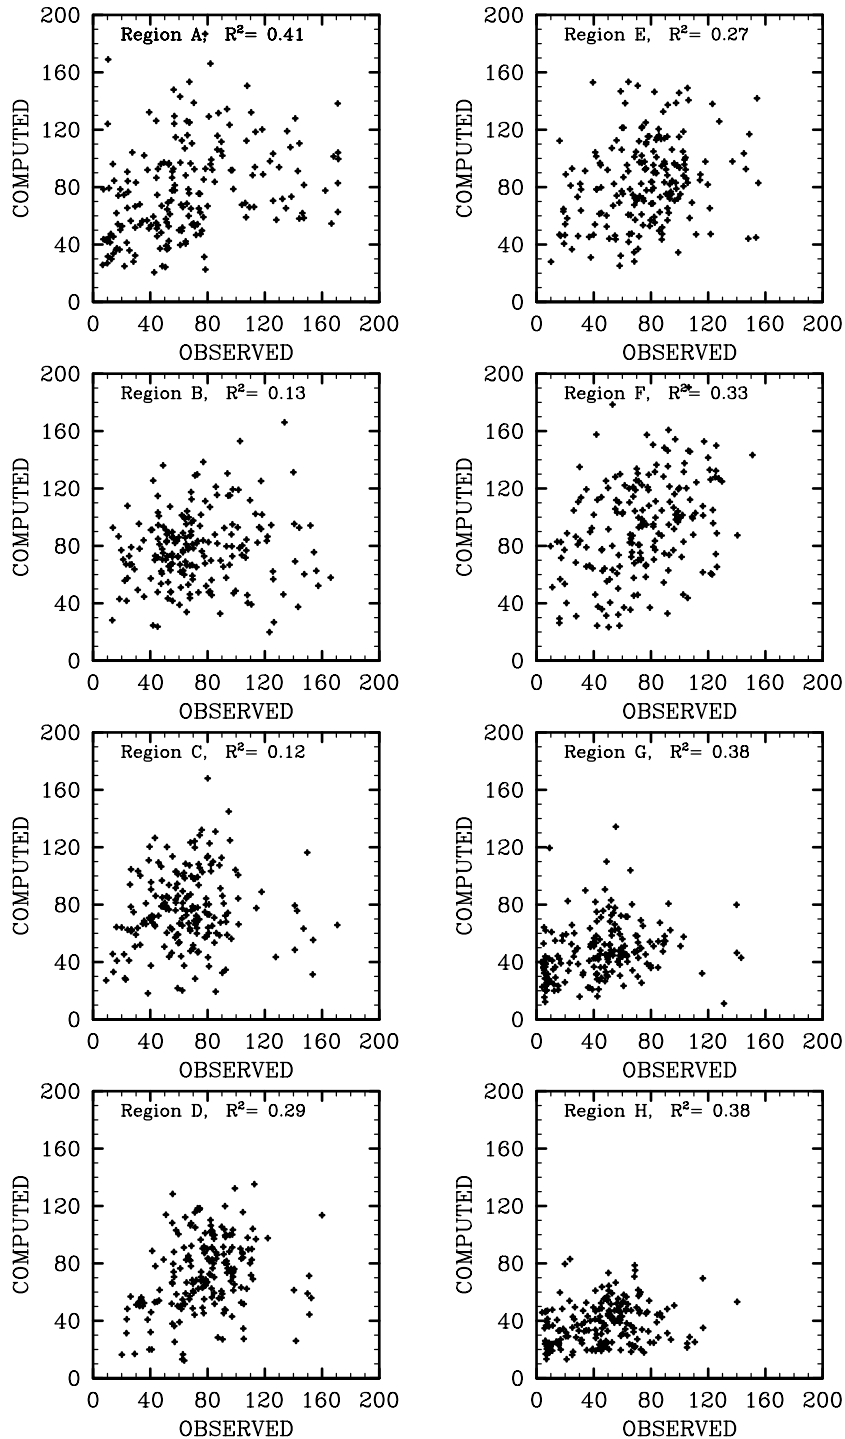 200
160
120
80
40
0
COMPUTED
Region A, R²= 0.41
0 40 80 120 160 200
OBSERVED
200
160
120
80
40
0
COMPUTED
Region E, R²= 0.27
0 40 80 120 160 200
OBSERVED
200
160
120
80
40
0
COMPUTED
Region B, R²= 0.13
0 40 80 120 160 200
OBSERVED
200
160
120
80
40
0
COMPUTED
Region F, R²= 0.33
0 40 80 120 160 200
OBSERVED
200
160
120
80
40
0
COMPUTED
Region C, R²= 0.12
0 40 80 120 160 200
OBSERVED
200
160
120
80
40
0
COMPUTED
Region G, R²= 0.38
0 40 80 120 160 200
OBSERVED
200
160
120
80
40
0
COMPUTED
Region D, R²= 0.29
0 40 80 120 160 200
OBSERVED
200
160
120
80
40
0
COMPUTED
Region H, R²= 0.38
0 40 80 120 160 200
OBSERVED